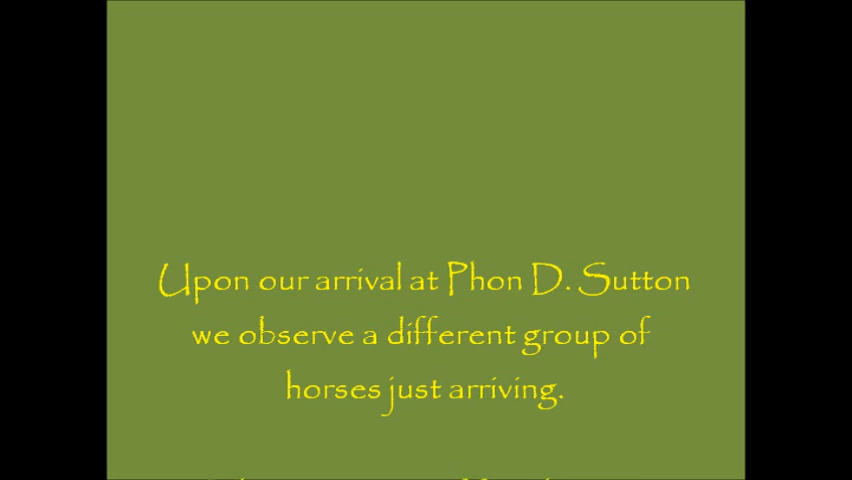 Upon our arrival at Phon D. Sutton
we observe a different group of
horses just arriving.